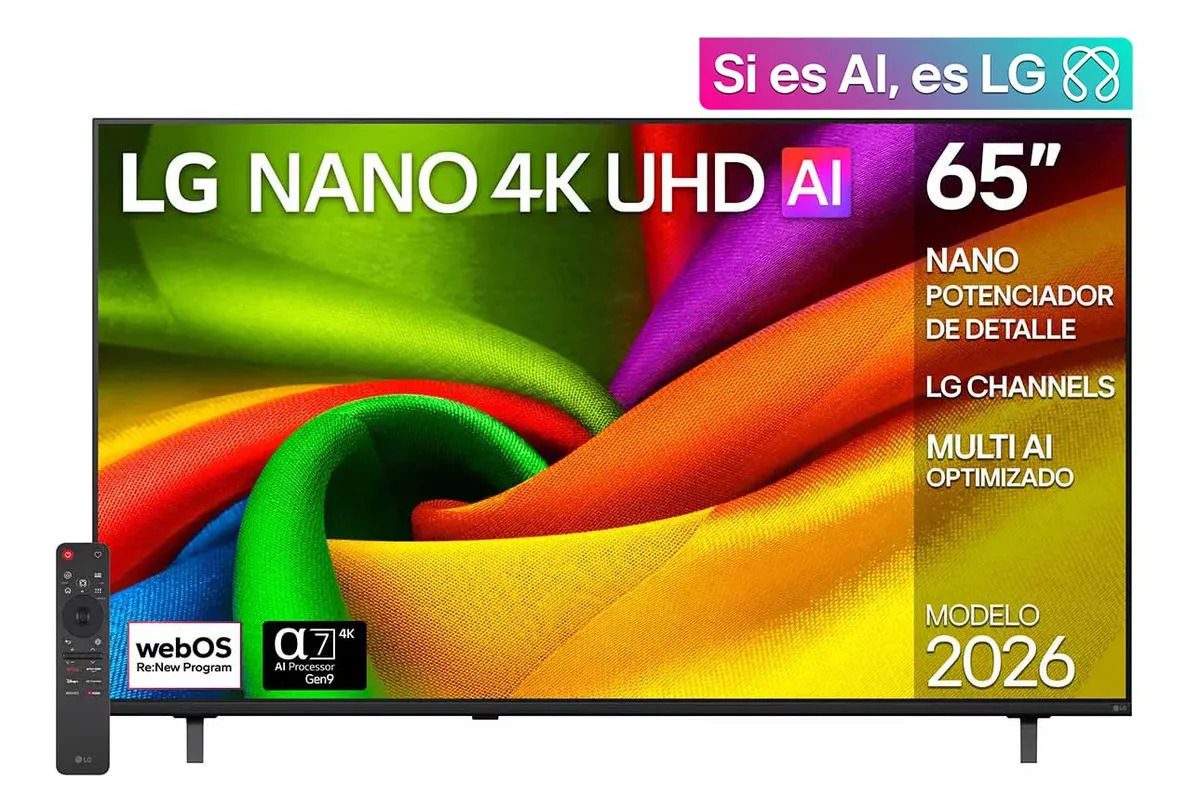 Si es AI, es LG
LG NANO 4K UHD AI
65"
NANO
POTENCIADOR
DE DETALLE
LG CHANNELS
MULTI AI
OPTIMIZADO
MODELO
2026
webOS
Re:New Program
α7 4K
AI Processor
Gen9
LG
LG